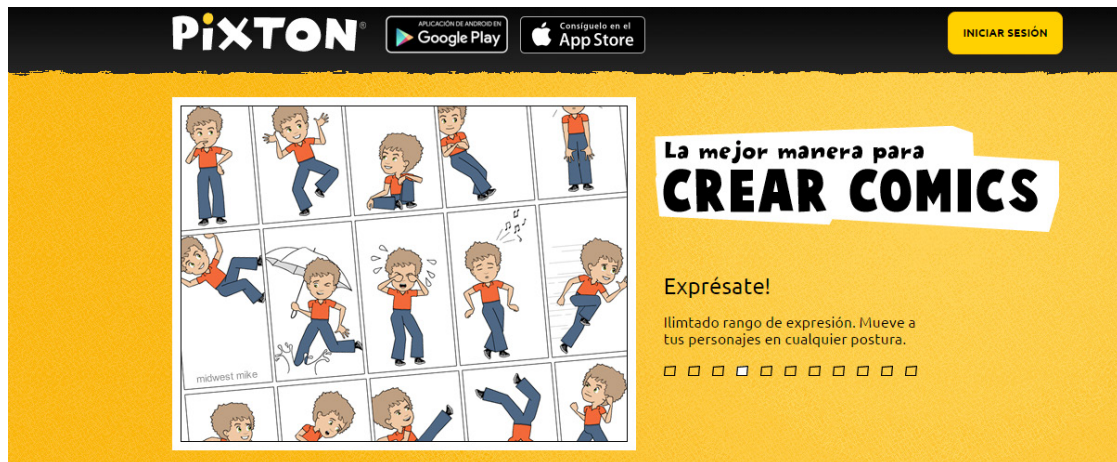 PiXTON®
APLICACIÓN DE ANDROID EN
Google Play
Consíguelo en el
App Store
INICIAR SESIÓN
La mejor manera para
CREAR COMICS
Exprésate!
Ilimtado rango de expresión. Mueve a
tus personajes en cualquier postura.
midwest mike